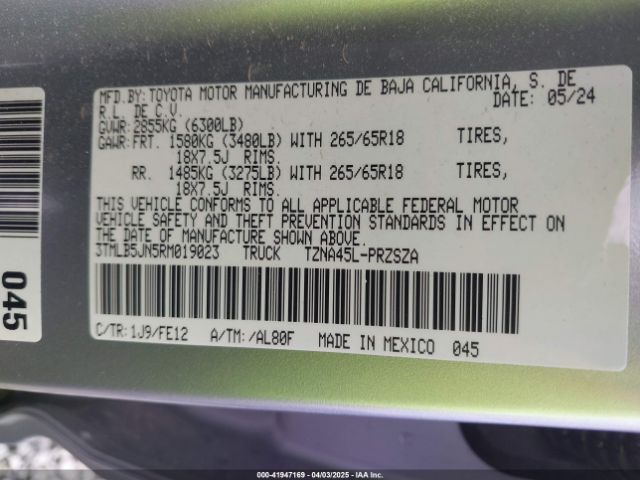 MFD.BY:TOYOTA MOTOR MANUFACTURING DE BAJA CALIFORNIA, S. DE
R.L. DE C.V. DATE: 05/24
GVWR: 2855KG (6300LB)
GAWR:FRT. 1580KG (3480LB) WITH 265/65R18 TIRES,
18X7.5J RIMS.
RR. 1485KG (3275LB) WITH 265/65R18 TIRES,
18X7.5J RIMS.
THIS VEHICLE CONFORMS TO ALL APPLICABLE FEDERAL MOTOR
VEHICLE SAFETY AND THEFT PREVENTION STANDARDS IN EFFECT ON
THE DATE OF MANUFACTURE SHOWN ABOVE.
3TMLB5JN5RM019023 TRUCK TZNA45L-PRZSZA
C/TR:1J9/FE12 A/TM:/AL80F MADE IN MEXICO 045
045
000-41947169 - 04/03/2025 - IAA Inc.